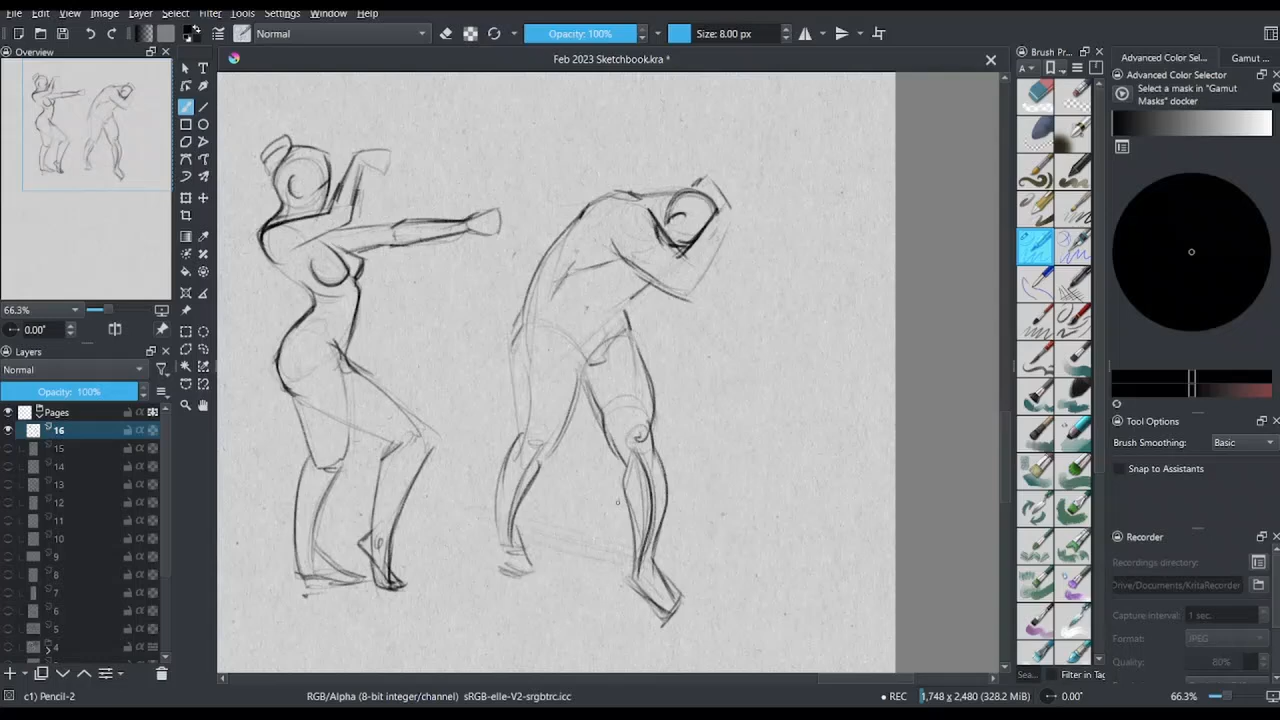 File Edit View Image Layer Select Filter Tools Settings Window Help
Normal Opacity: 100% Size: 8.00 px
Overview
Feb 2023 Sketchbook.kra *
Brush Pr...
Advanced Color Sel... Gamut ...
A
Advanced Color Selector
Select a mask in "Gamut
Masks" docker
66.3%
0.00°
Layers
Normal
Opacity: 100%
Pages
16
15
14
13
12
11
10
9
8
7
6
5
4
Tool Options
Brush Smoothing: Basic
Snap to Assistants
Recorder
Recordings directory:
Drive/Documents/KritaRecorder
Capture interval: 1 sec.
Format: JPEG
Quality: 80%
Sea... Filter in Tag
c1) Pencil-2 RGB/Alpha (8-bit integer/channel) sRGB-elle-V2-srgbtrc.icc REC 1,748 x 2,480 (328.2 MiB) 0.00° 66.3%